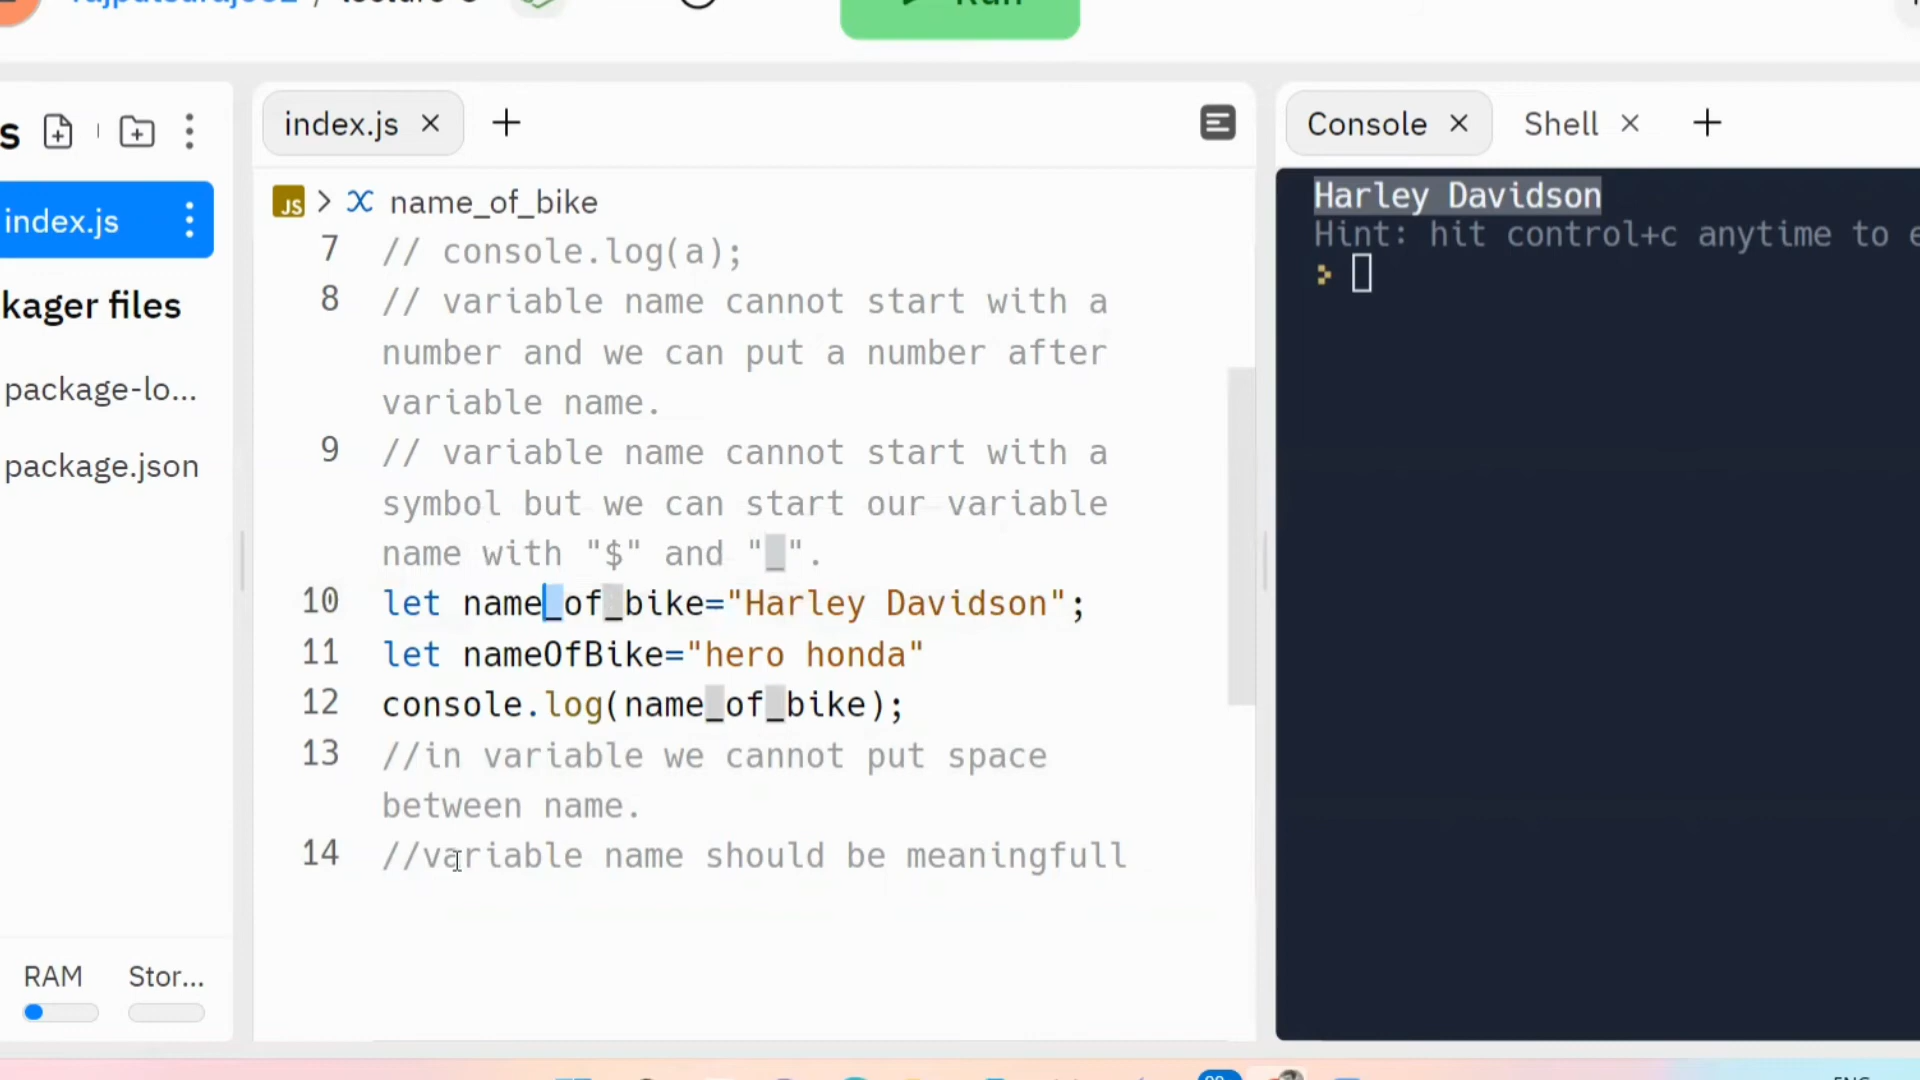 Run
index.js
Console
Shell
index.js
JS
name_of_bike
kager files
package-lo...
package.json
7 // console.log(a);
8 // variable name cannot start with a
number and we can put a number after
variable name.
9 // variable name cannot start with a
symbol but we can start our variable
name with "$" and "_".
10 let name_of_bike="Harley Davidson";
11 let nameOfBike="hero honda"
12 console.log(name_of_bike);
13 //in variable we cannot put space
between name.
14 //variable name should be meaningfull
Harley Davidson
Hint: hit control+c anytime to e
RAM
Stor...